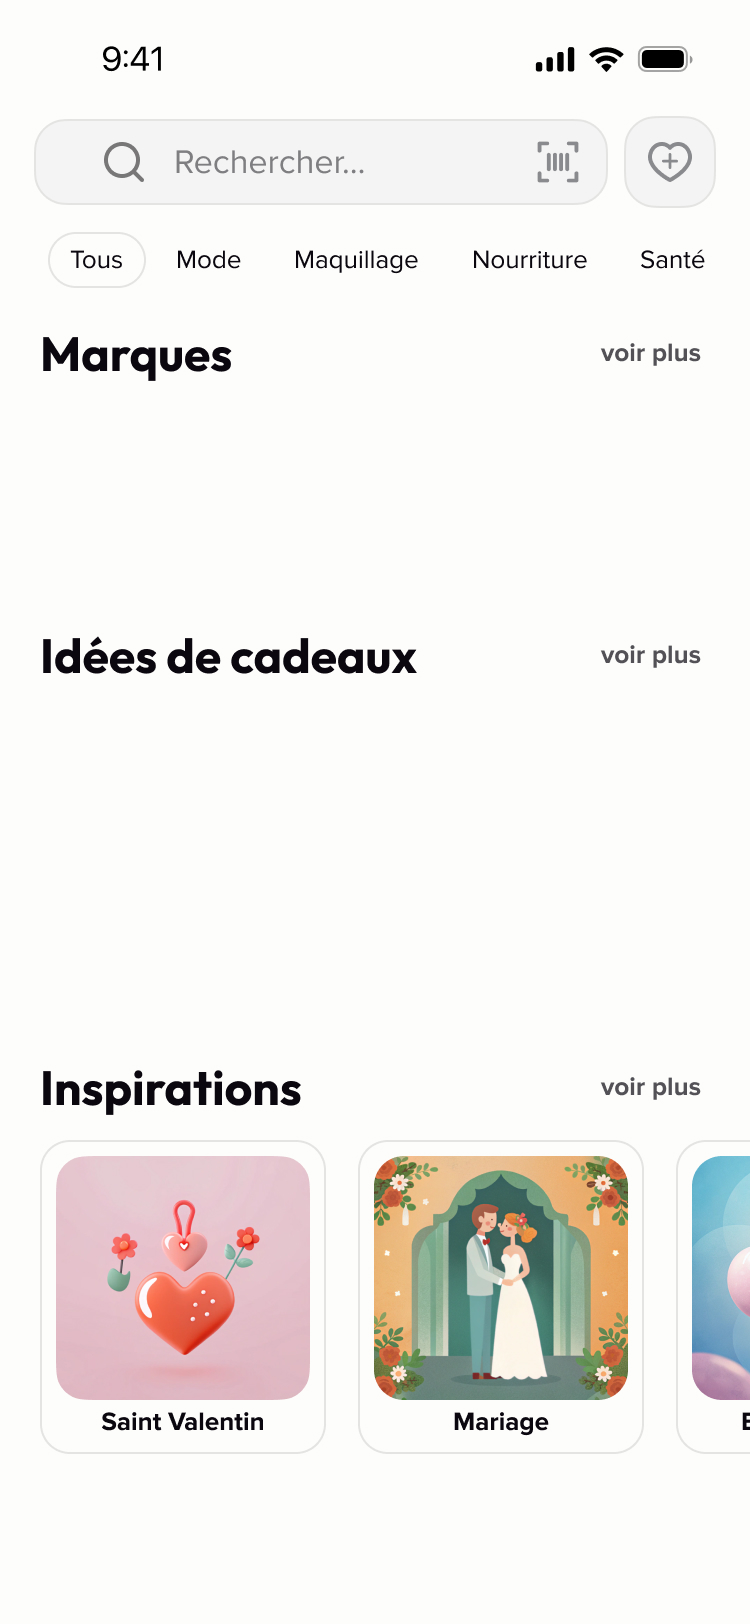 9:41
Rechercher...
Tous Maquillage Mode Nourriture Santé
Marques voir plus
Idées de cadeaux voir plus
Inspirations voir plus
Saint Valentin Mariage